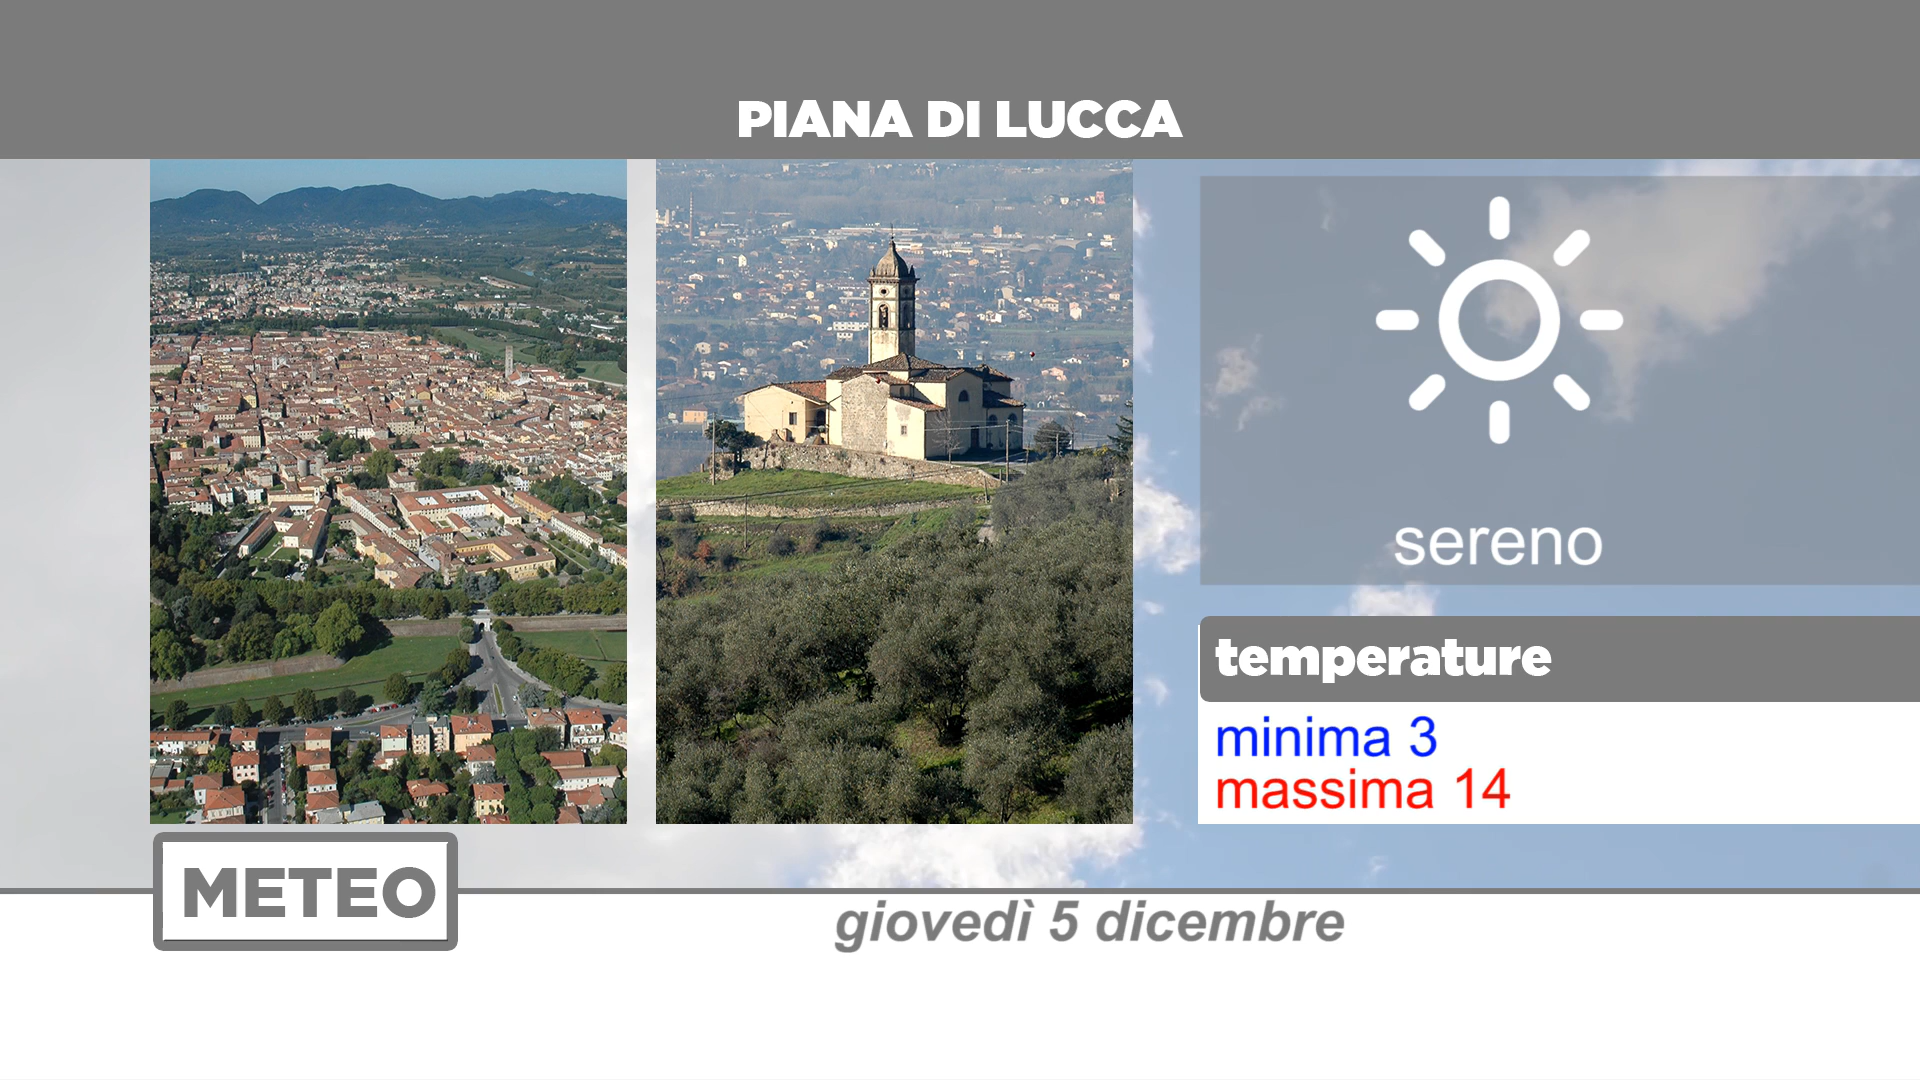 PIANA DI LUCCA
sereno
temperature
minima 3
massima 14
METEO
giovedì 5 dicembre